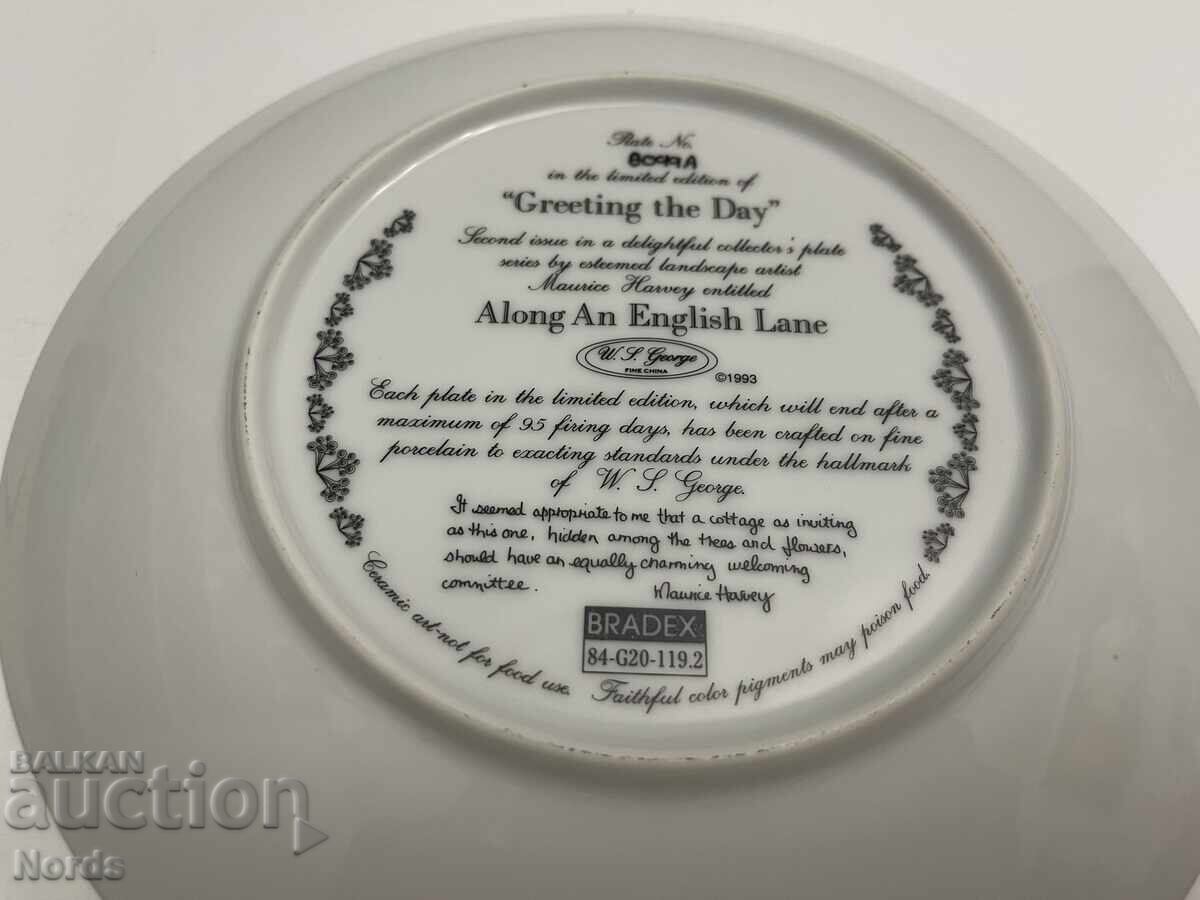 Plate No.
8099A
in the limited edition of
"Greeting the Day"
Second issue in a delightful collector's plate
series by esteemed landscape artist
Maurice Harvey entitled
Along An English Lane
W. S. George
FINE CHINA
©1993
Each plate in the limited edition, which will end after a
maximum of 95 firing days, has been crafted on fine
porcelain to exacting standards under the hallmark
of W. S. George.
It seemed appropriate to me that a cottage as inviting
as this one, hidden among the trees and flowers,
should have an equally charming welcoming
committee.
Maurice Harvey
BRADEX
84-G20-119.2
Ceramic art-not for food use. Faithful color pigments may poison food.
BALKAN
auction
Nords